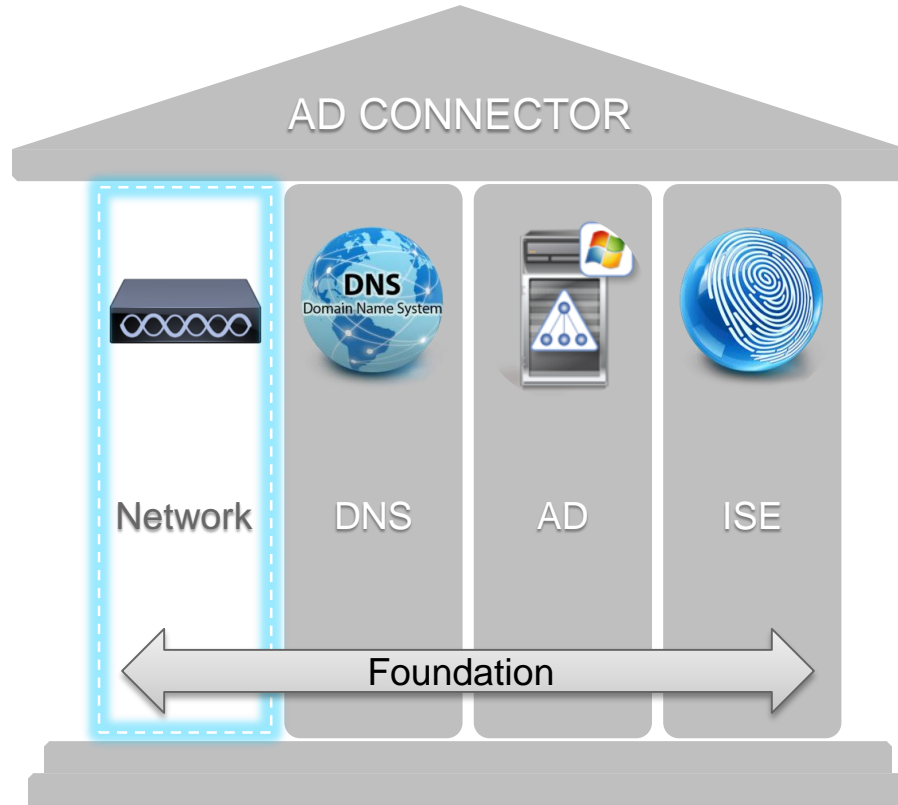 AD CONNECTOR
DNS
Domain Name System
Network
DNS
AD
ISE
Foundation